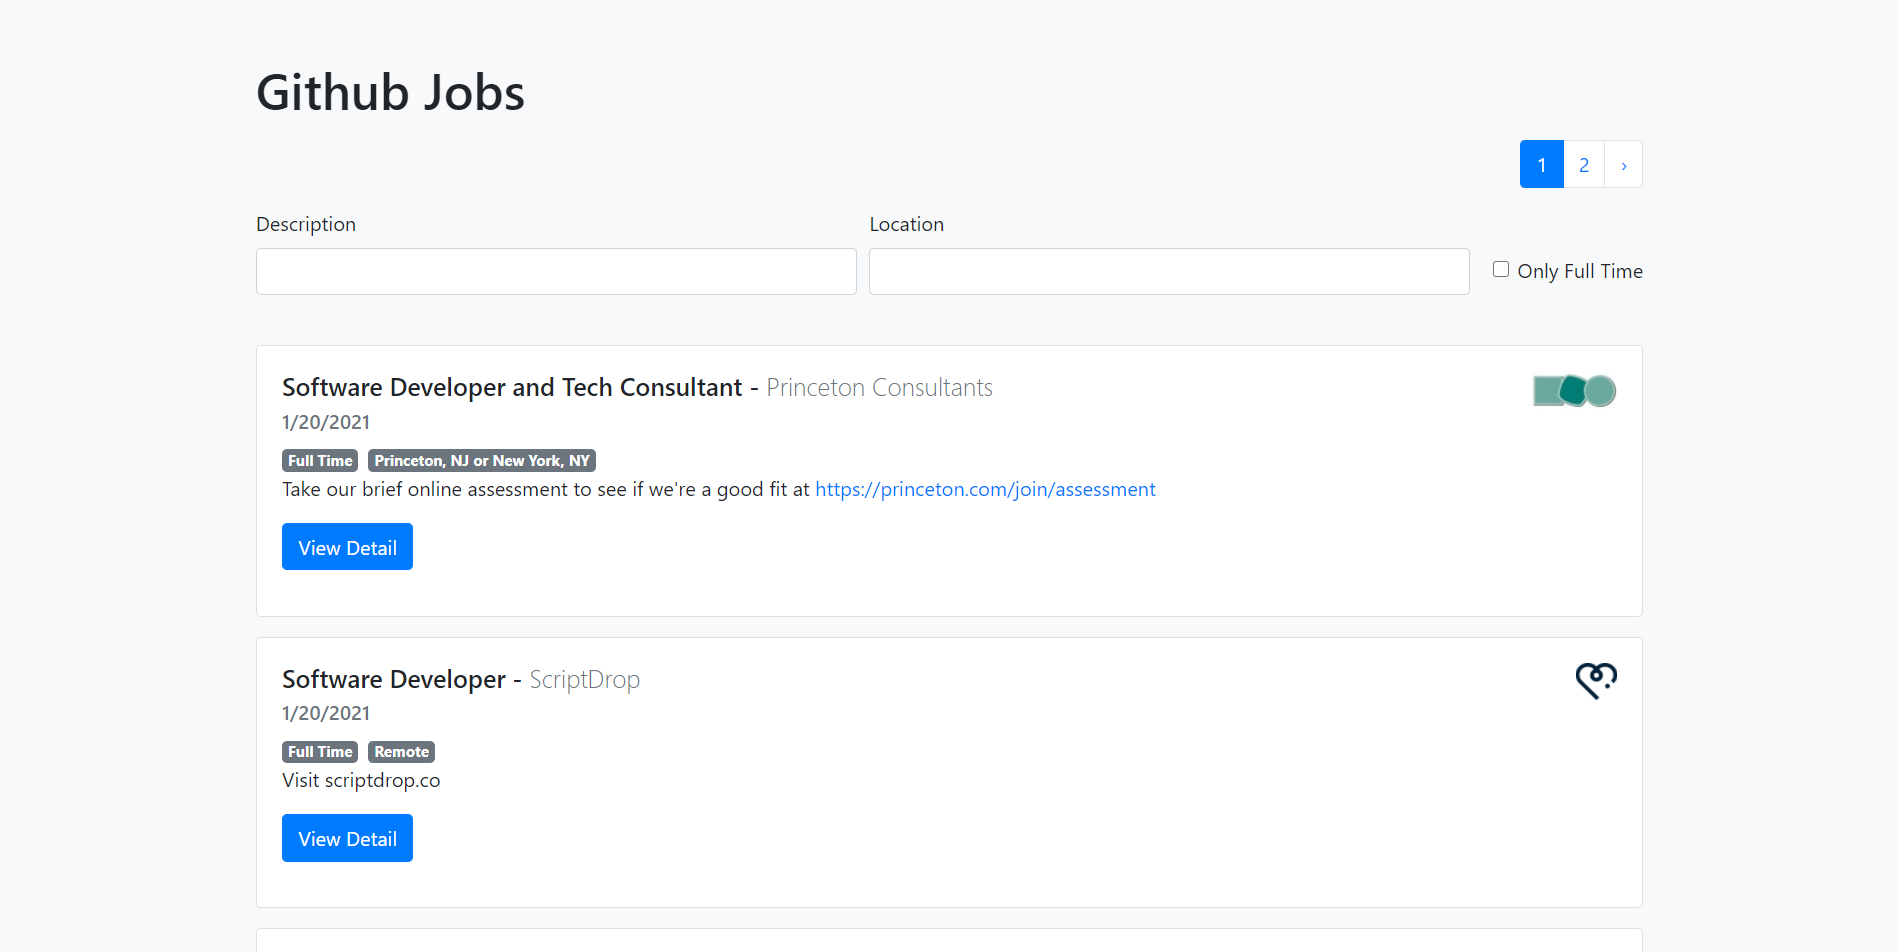 Github Jobs
1 2 ›
Description
Location
Only Full Time
Software Developer and Tech Consultant - Princeton Consultants
1/20/2021
Full Time Princeton, NJ or New York, NY
Take our brief online assessment to see if we're a good fit at https://princeton.com/join/assessment
View Detail
Software Developer - ScriptDrop
1/20/2021
Full Time Remote
Visit scriptdrop.co
View Detail